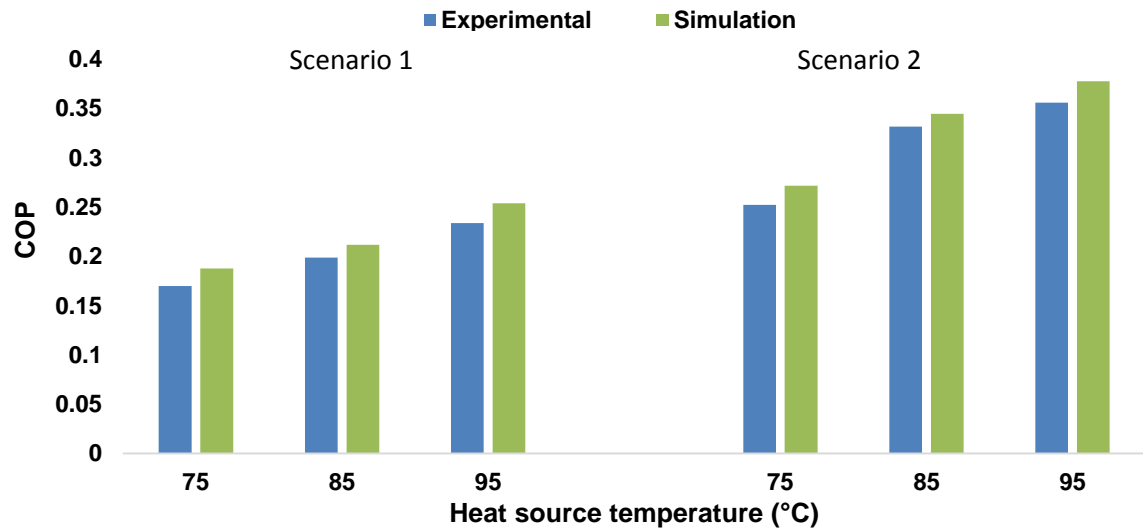 Experimental Simulation
Scenario 1 Scenario 2
0.4
0.35
0.3
0.25
0.2
0.15
0.1
0.05
0
COP
75 85 95 75 85 95
Heat source temperature (°C)